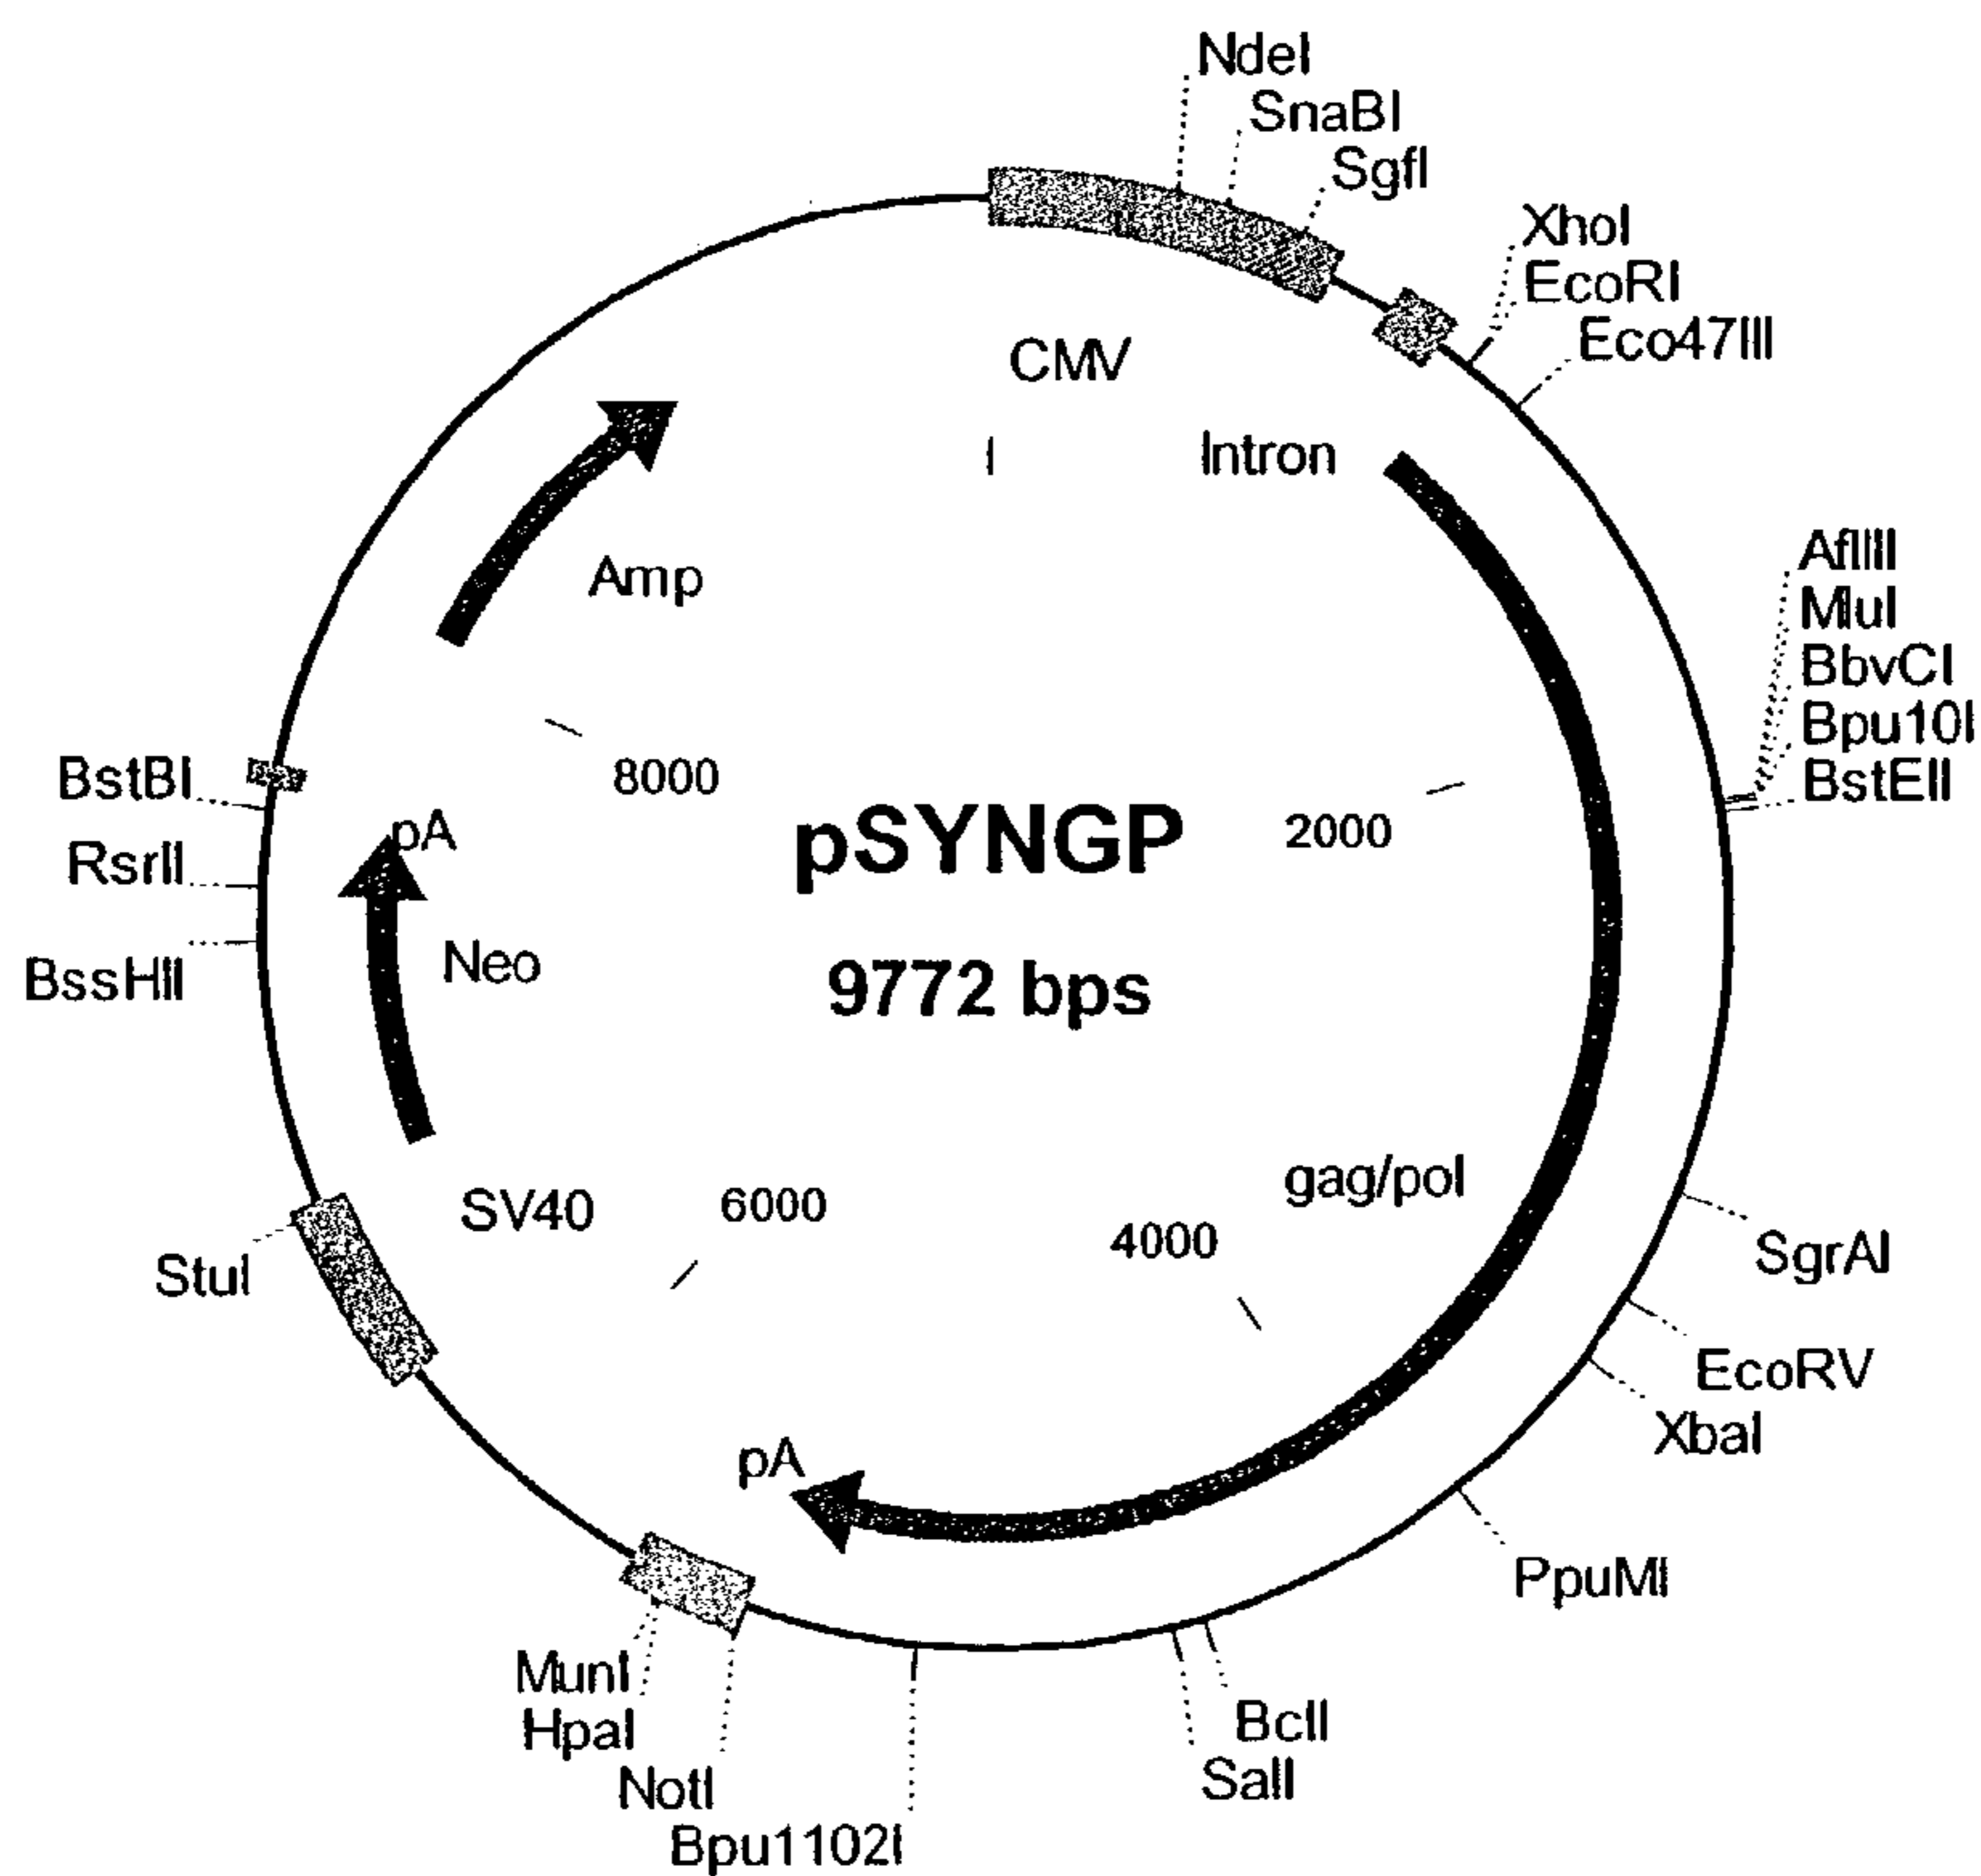 NdeI
SnaBI
SgfI
XhoI
EcoRI
Eco47III
CMV
Intron
AflIII
MluI
BbvCI
Bpu10I
BstEII
Amp
8000
2000
BstBI
RsrII
BssHII
pA
Neo
pSYNGP
9772 bps
gag/pol
SV40
6000
4000
StuI
SgrAI
EcoRV
XbaI
pA
PpuMI
MunI
HpaI
NotI
Bpu1102I
BclI
SalI